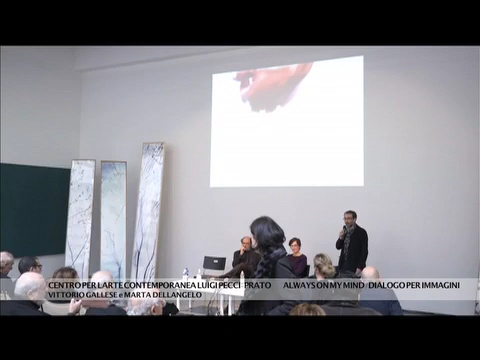 CENTRO PER LARTE CONTEMPORANEA LUIGI PECCI PRATO ALWAYS ON MY MIND DIALOGO PER IMMAGINI
VITTORIO GALLESE e MARTA DELLANGELO